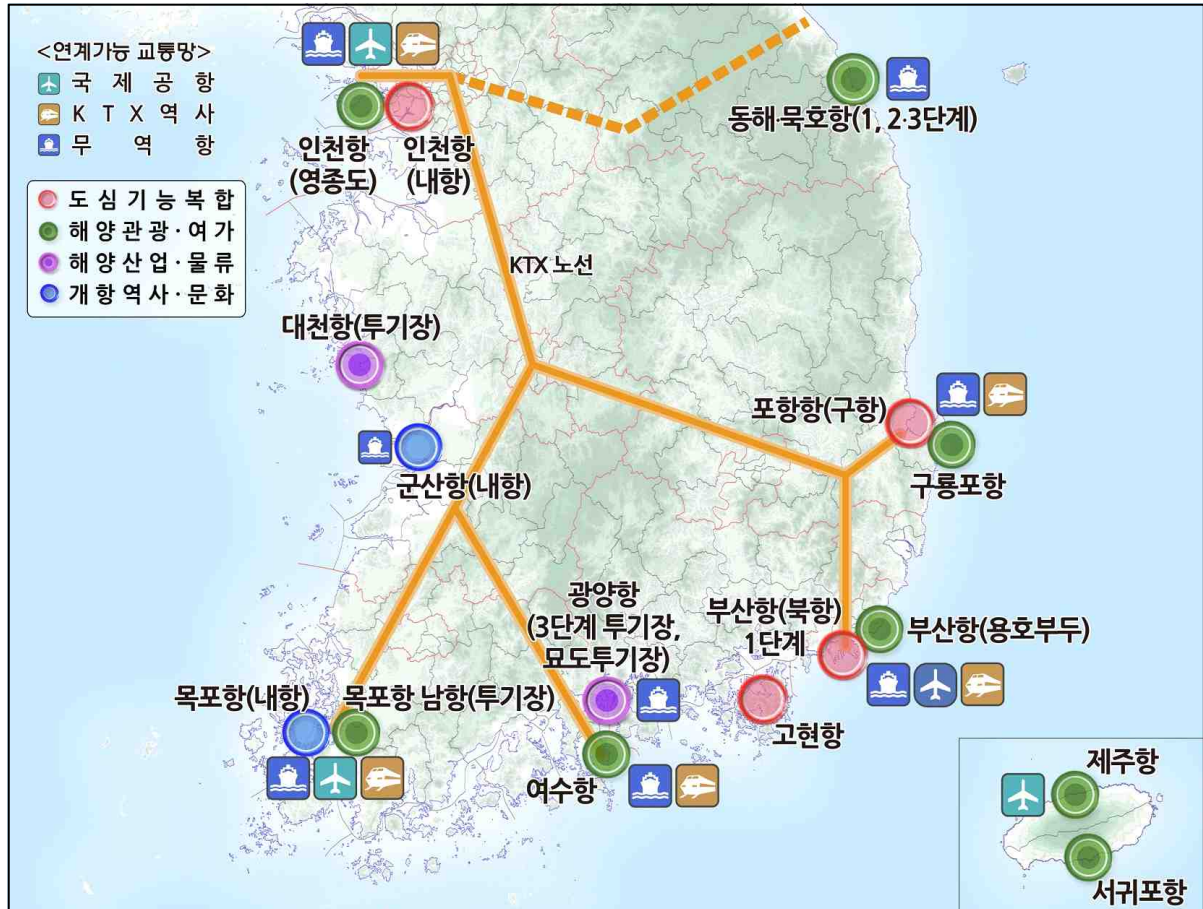 <연계가능 교통망>
국 제 공 항
K T X 역 사
무 역 항
도 심 기 능 복 합
해 양 관 광 · 여 가
해 양 산 업 · 물 류
개 항 역 사 · 문 화
인천항
(영종도)
인천항
(내항)
동해·묵호항(1, 2·3단계)
KTX 노선
대천항(투기장)
포항항(구항)
구룡포항
군산항(내항)
광양항
(3단계 투기장,
묘도투기장)
부산항(북항)
1단계
부산항(용호부두)
목포항(내항)
목포항 남항(투기장)
고현항
여수항
제주항
서귀포항